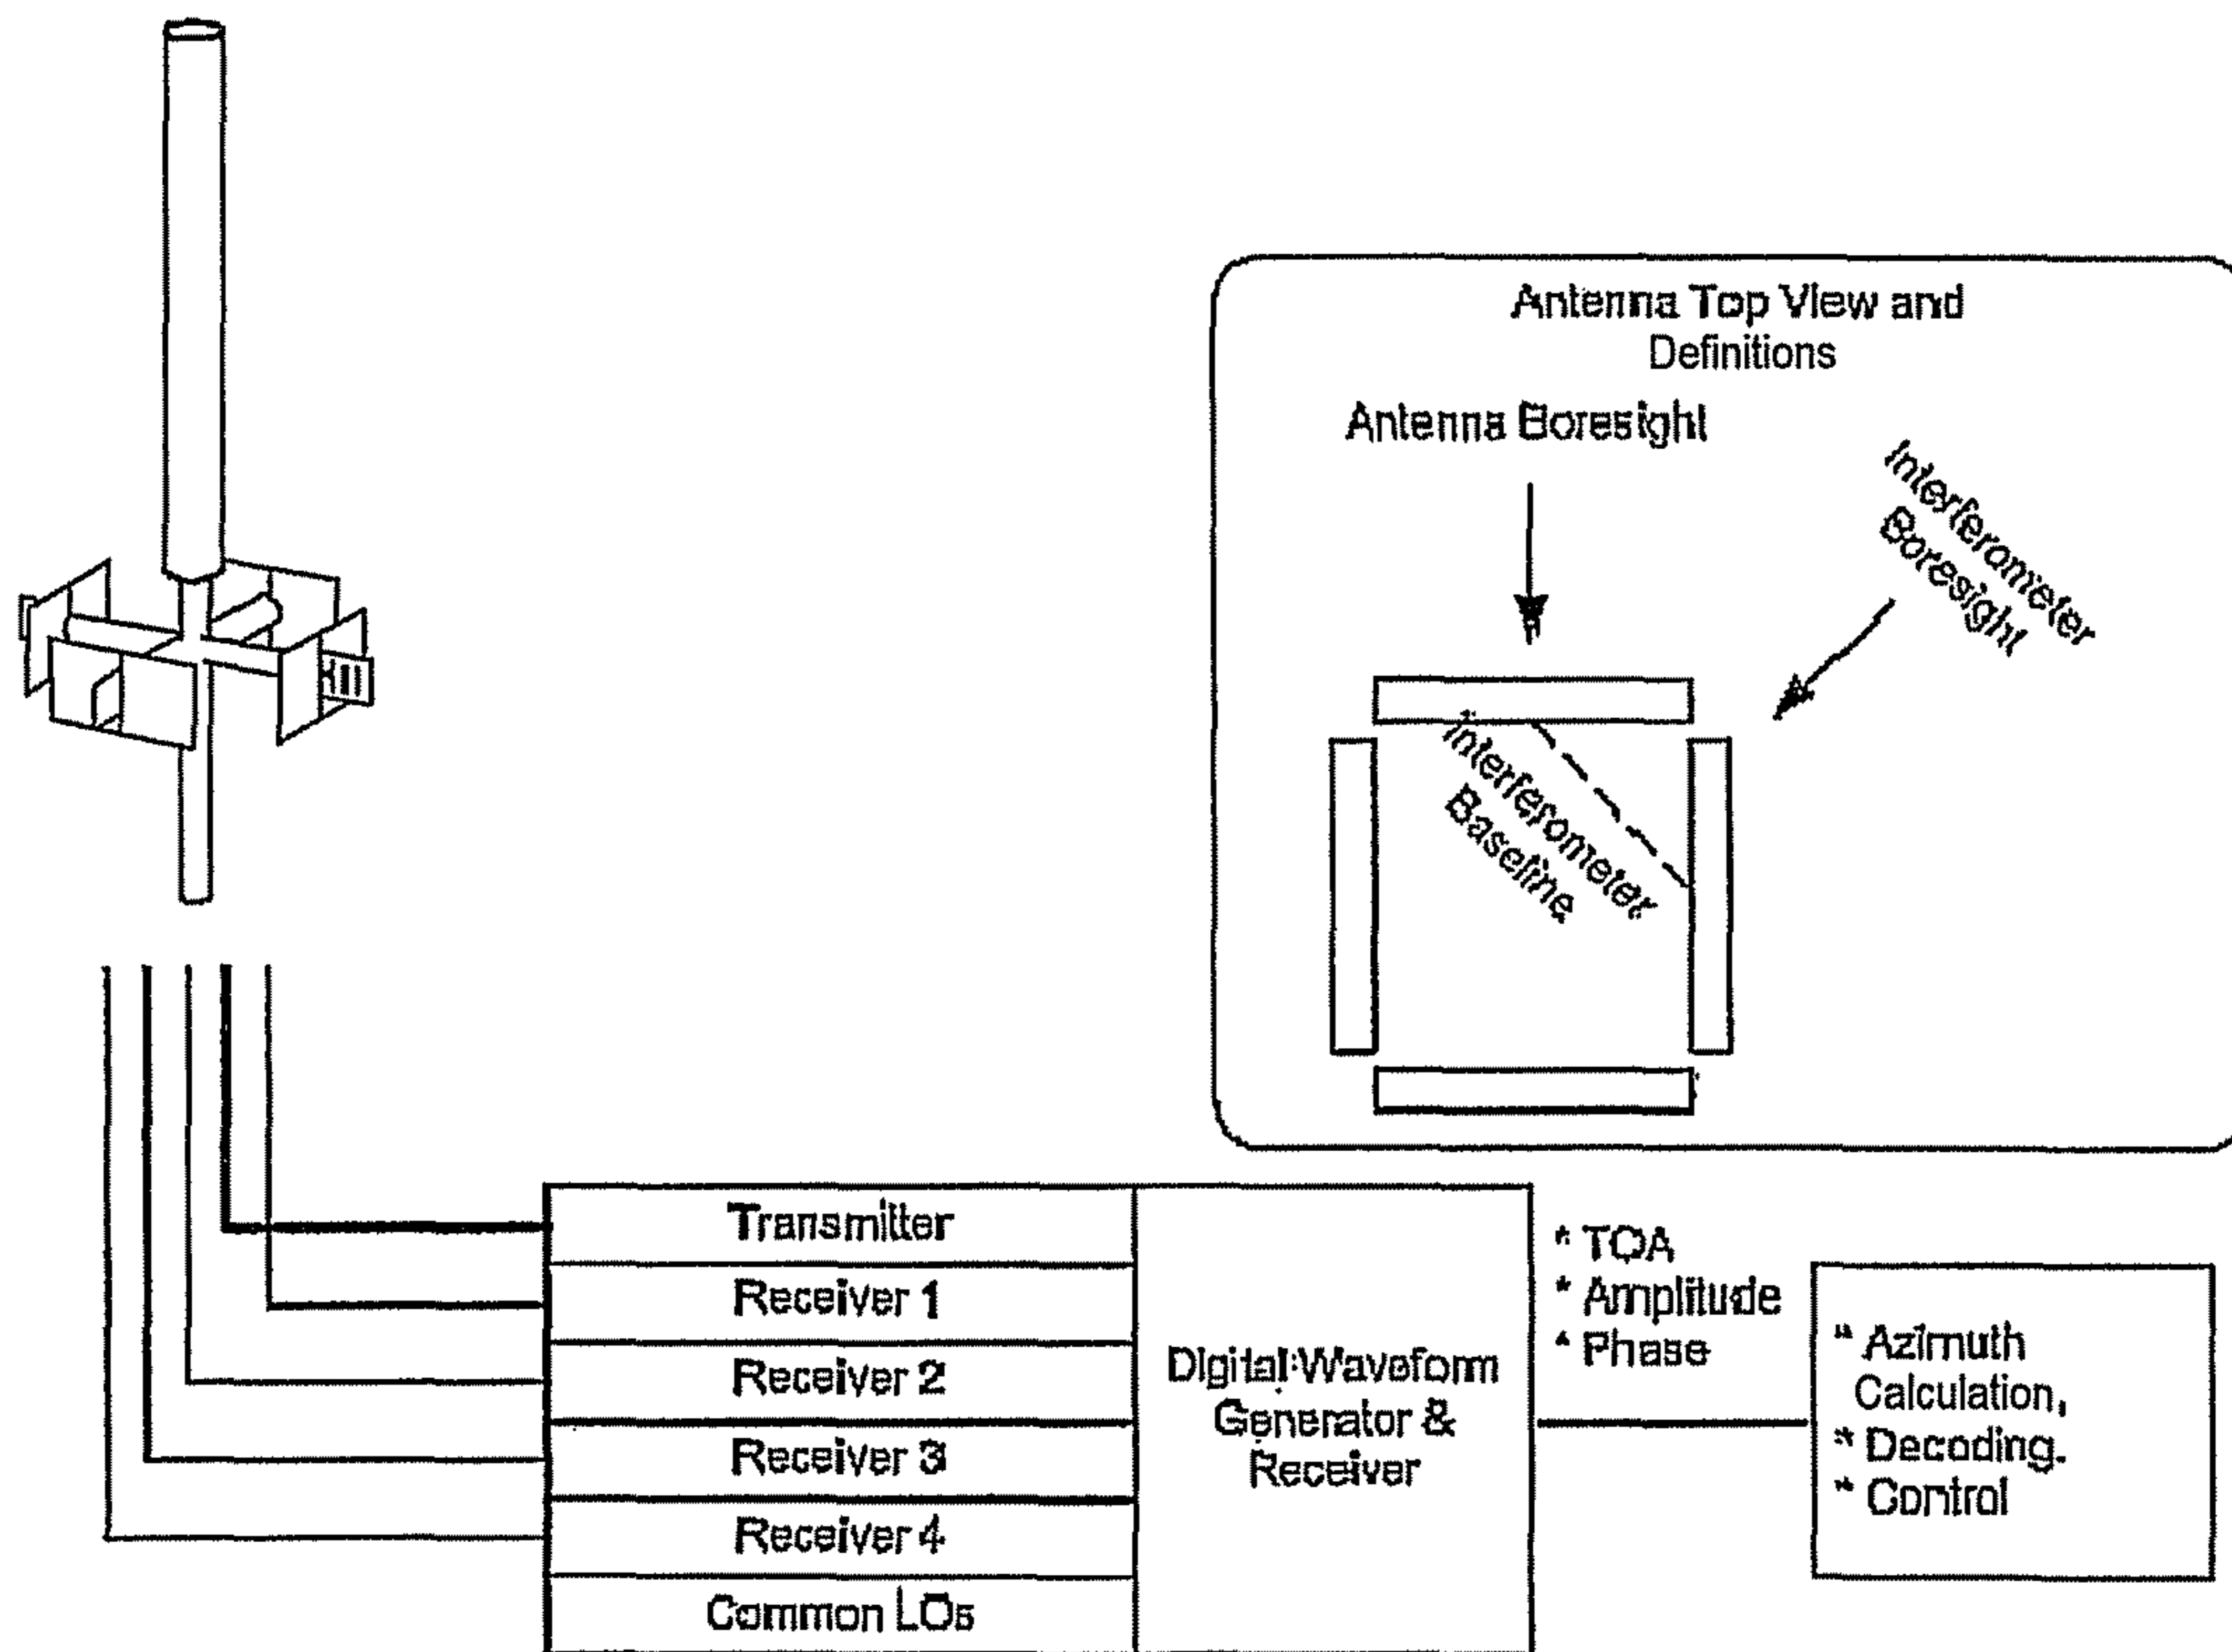 Antenna Top View and
Definitions
Antenna Boresight
Interferometer
Boresight
Interferometer
Baseline
Transmitter
Receiver 1
Receiver 2
Receiver 3
Receiver 4
Common LOs
Digital Waveform
Generator &
Receiver
* TOA
* Amplitude
* Phase
* Azimuth
Calculation,
* Decoding.
* Control